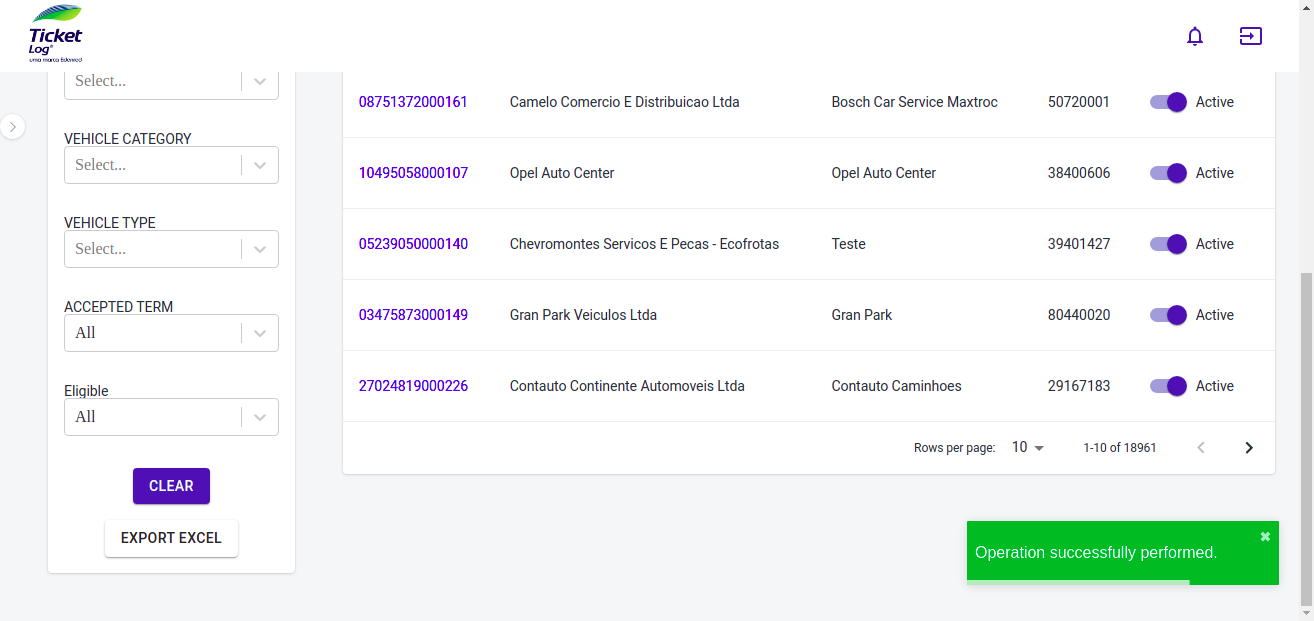 Ticket
Log®
uma marca Edenred
Select...
VEHICLE CATEGORY
Select...
VEHICLE TYPE
Select...
ACCEPTED TERM
All
Eligible
All
CLEAR
EXPORT EXCEL
08751372000161 Camelo Comercio E Distribuicao Ltda Bosch Car Service Maxtroc 50720001 Active
10495058000107 Opel Auto Center Opel Auto Center 38400606 Active
05239050000140 Chevromontes Servicos E Pecas - Ecofrotas Teste 39401427 Active
03475873000149 Gran Park Veiculos Ltda Gran Park 80440020 Active
27024819000226 Contauto Continente Automoveis Ltda Contauto Caminhoes 29167183 Active
Rows per page: 10 1-10 of 18961
Operation successfully performed.